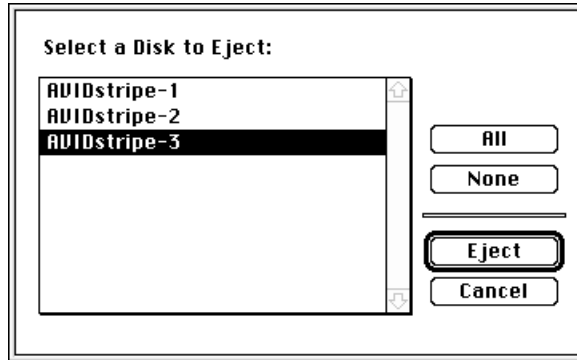 Select a Disk to Eject:
AVIDstripe-1
AVIDstripe-2
AVIDstripe-3
All
None
Eject
Cancel